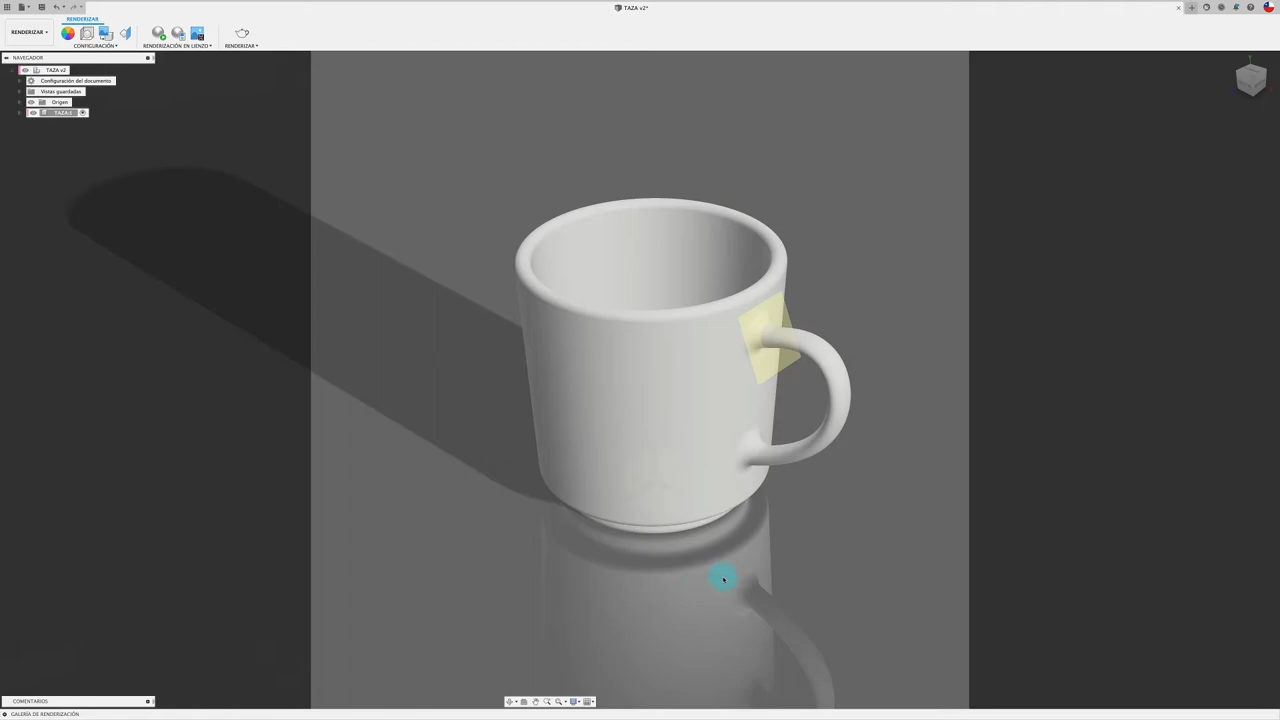 TAZA v2*
RENDERIZAR
RENDERIZAR
CONFIGURACIÓN
RENDERIZACIÓN EN LIENZO
RENDERIZAR
NAVEGADOR
TAZA v2
Configuración del documento
Vistas guardadas
Origen
COMENTARIOS
GALERÍA DE RENDERIZACIÓN